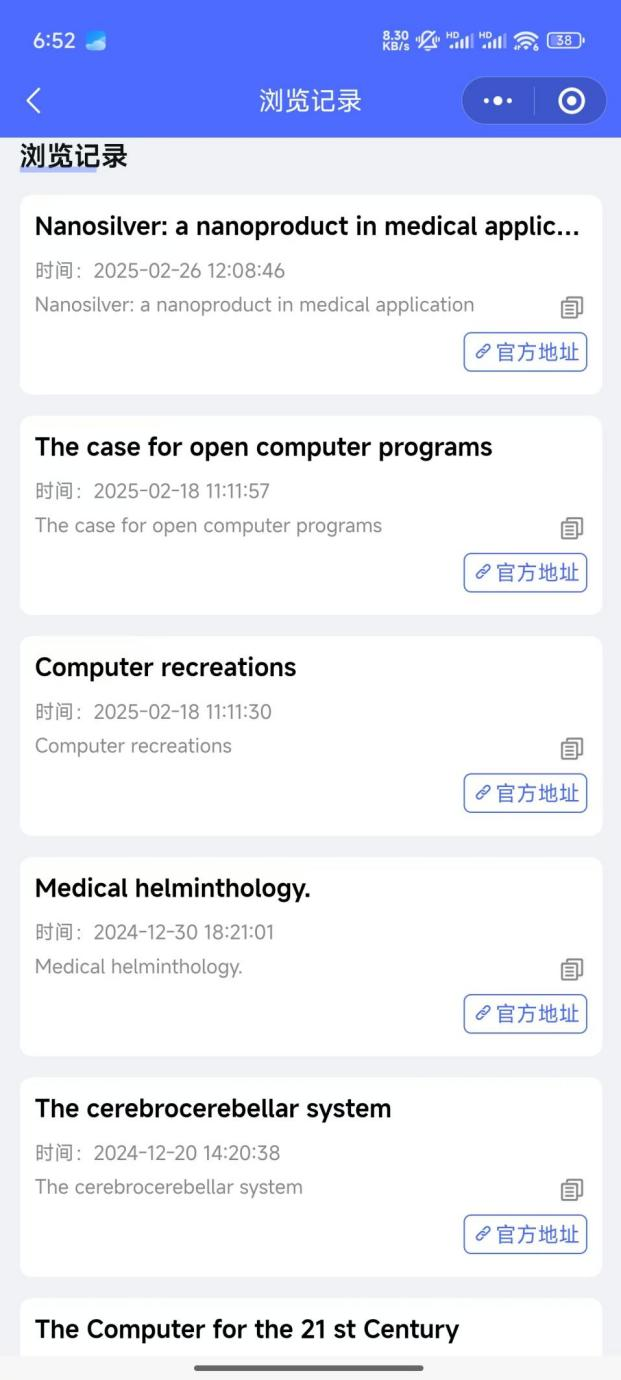 6:52
8.30 KB/s HD HD 38
浏览记录
浏览记录
Nanosilver: a nanoproduct in medical applic...
时间：2025-02-26 12:08:46
Nanosilver: a nanoproduct in medical application
官方地址
The case for open computer programs
时间：2025-02-18 11:11:57
The case for open computer programs
官方地址
Computer recreations
时间：2025-02-18 11:11:30
Computer recreations
官方地址
Medical helminthology.
时间：2024-12-30 18:21:01
Medical helminthology.
官方地址
The cerebrocerebellar system
时间：2024-12-20 14:20:38
The cerebrocerebellar system
官方地址
The Computer for the 21 st Century